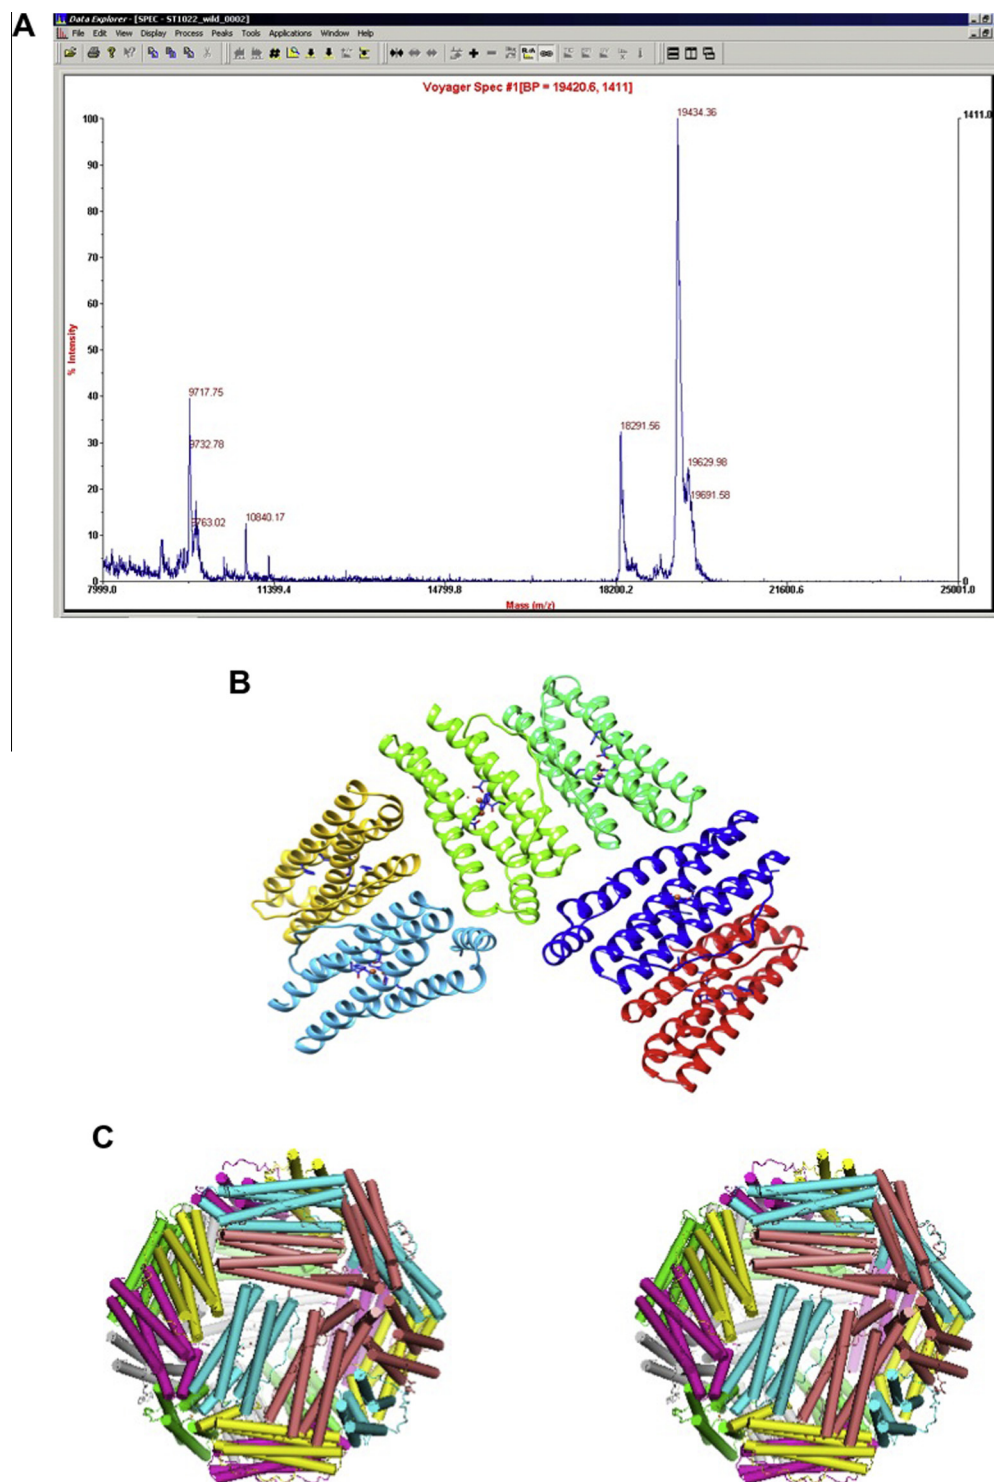 A
Data Explorer - [SPEC - ST1022_wild_0002]
File Edit View Display Process Peaks Tools Applications Window Help
Voyager Spec #1[BP = 19420.6, 1411]
100
90
80
70
60
50
40
30
20
10
0
% Intensity
1411.0
0
19434.36
9717.75
9732.78
9763.02
10840.17
18291.56
19629.98
19691.58
7999.0 11399.4 14799.8 18200.2 21600.6 25001.0
Mass (m/z)
B
C